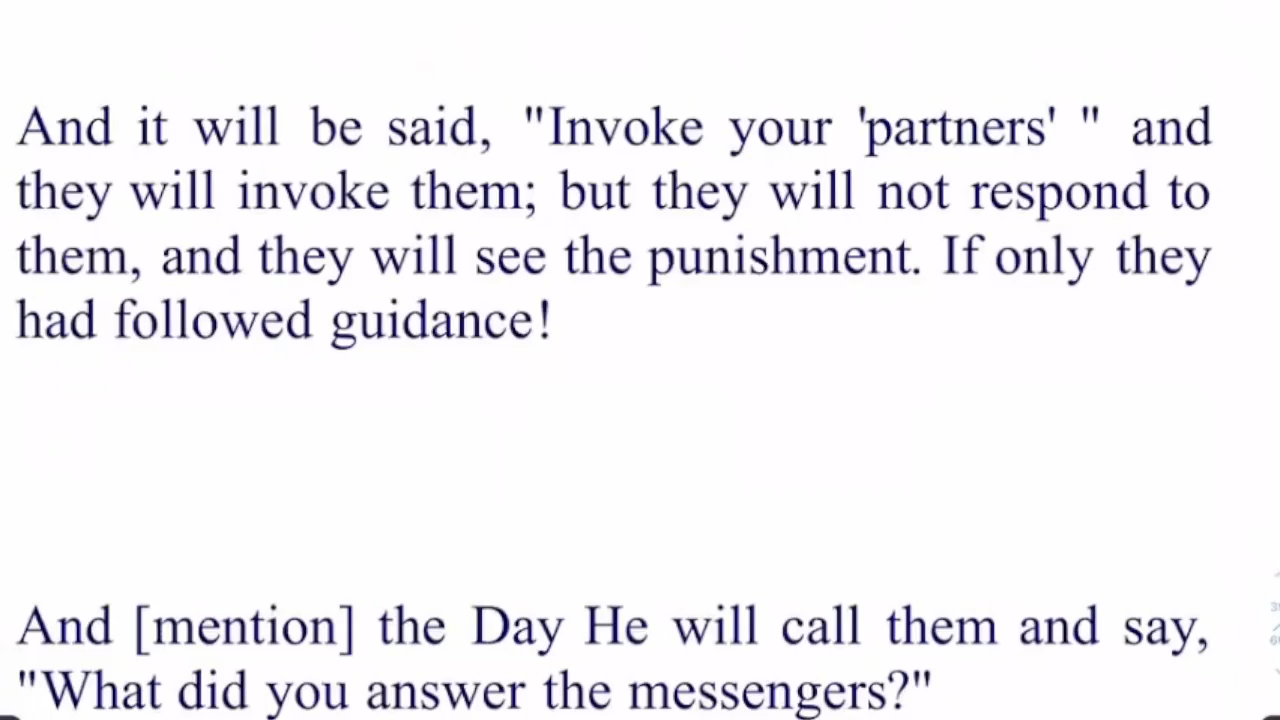 And it will be said, "Invoke your 'partners' " and
they will invoke them; but they will not respond to
them, and they will see the punishment. If only they
had followed guidance!
And [mention] the Day He will call them and say,
"What did you answer the messengers?"